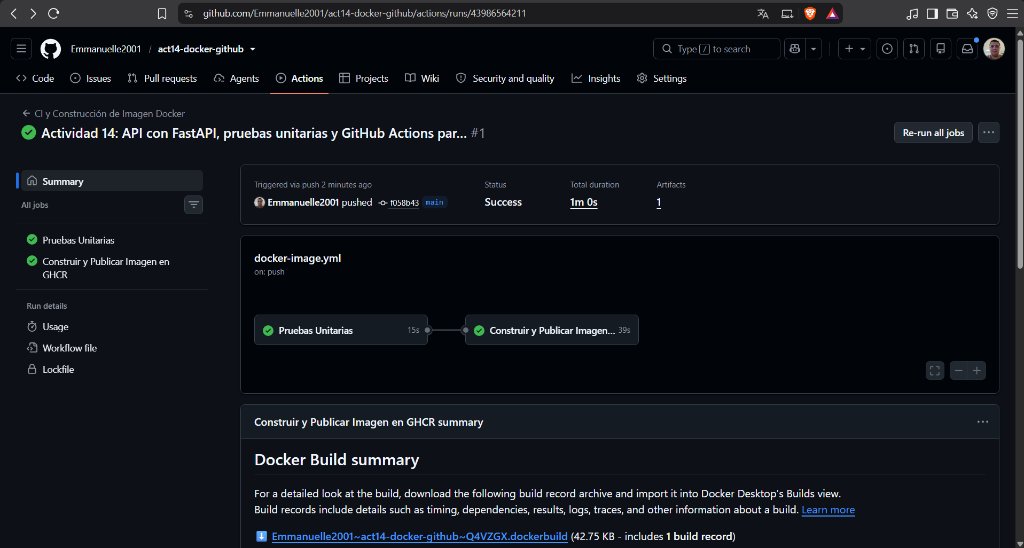 github.com/Emmanuelle2001/act14-docker-github/actions/runs/43986564211
Emmanuelle2001 / act14-docker-github
Type / to search
Code
Issues
Pull requests
Agents
Actions
Projects
Wiki
Security and quality
Insights
Settings
← CI y Construcción de Imagen Docker
Actividad 14: API con FastAPI, pruebas unitarias y GitHub Actions par... #1
Re-run all jobs
Summary
All jobs
Pruebas Unitarias
Construir y Publicar Imagen en
GHCR
Run details
Usage
Workflow file
Lockfile
Triggered via push 2 minutes ago
Emmanuelle2001 pushed f058b43 main
Status
Success
Total duration
1m 0s
Artifacts
1
docker-image.yml
on: push
Pruebas Unitarias 15s
Construir y Publicar Imagen... 39s
Construir y Publicar Imagen en GHCR summary
Docker Build summary
For a detailed look at the build, download the following build record archive and import it into Docker Desktop's Builds view.
Build records include details such as timing, dependencies, results, logs, traces, and other information about a build. Learn more
Emmanuelle2001~act14-docker-github~Q4VZGX.dockerbuild (42.75 KB - includes 1 build record)